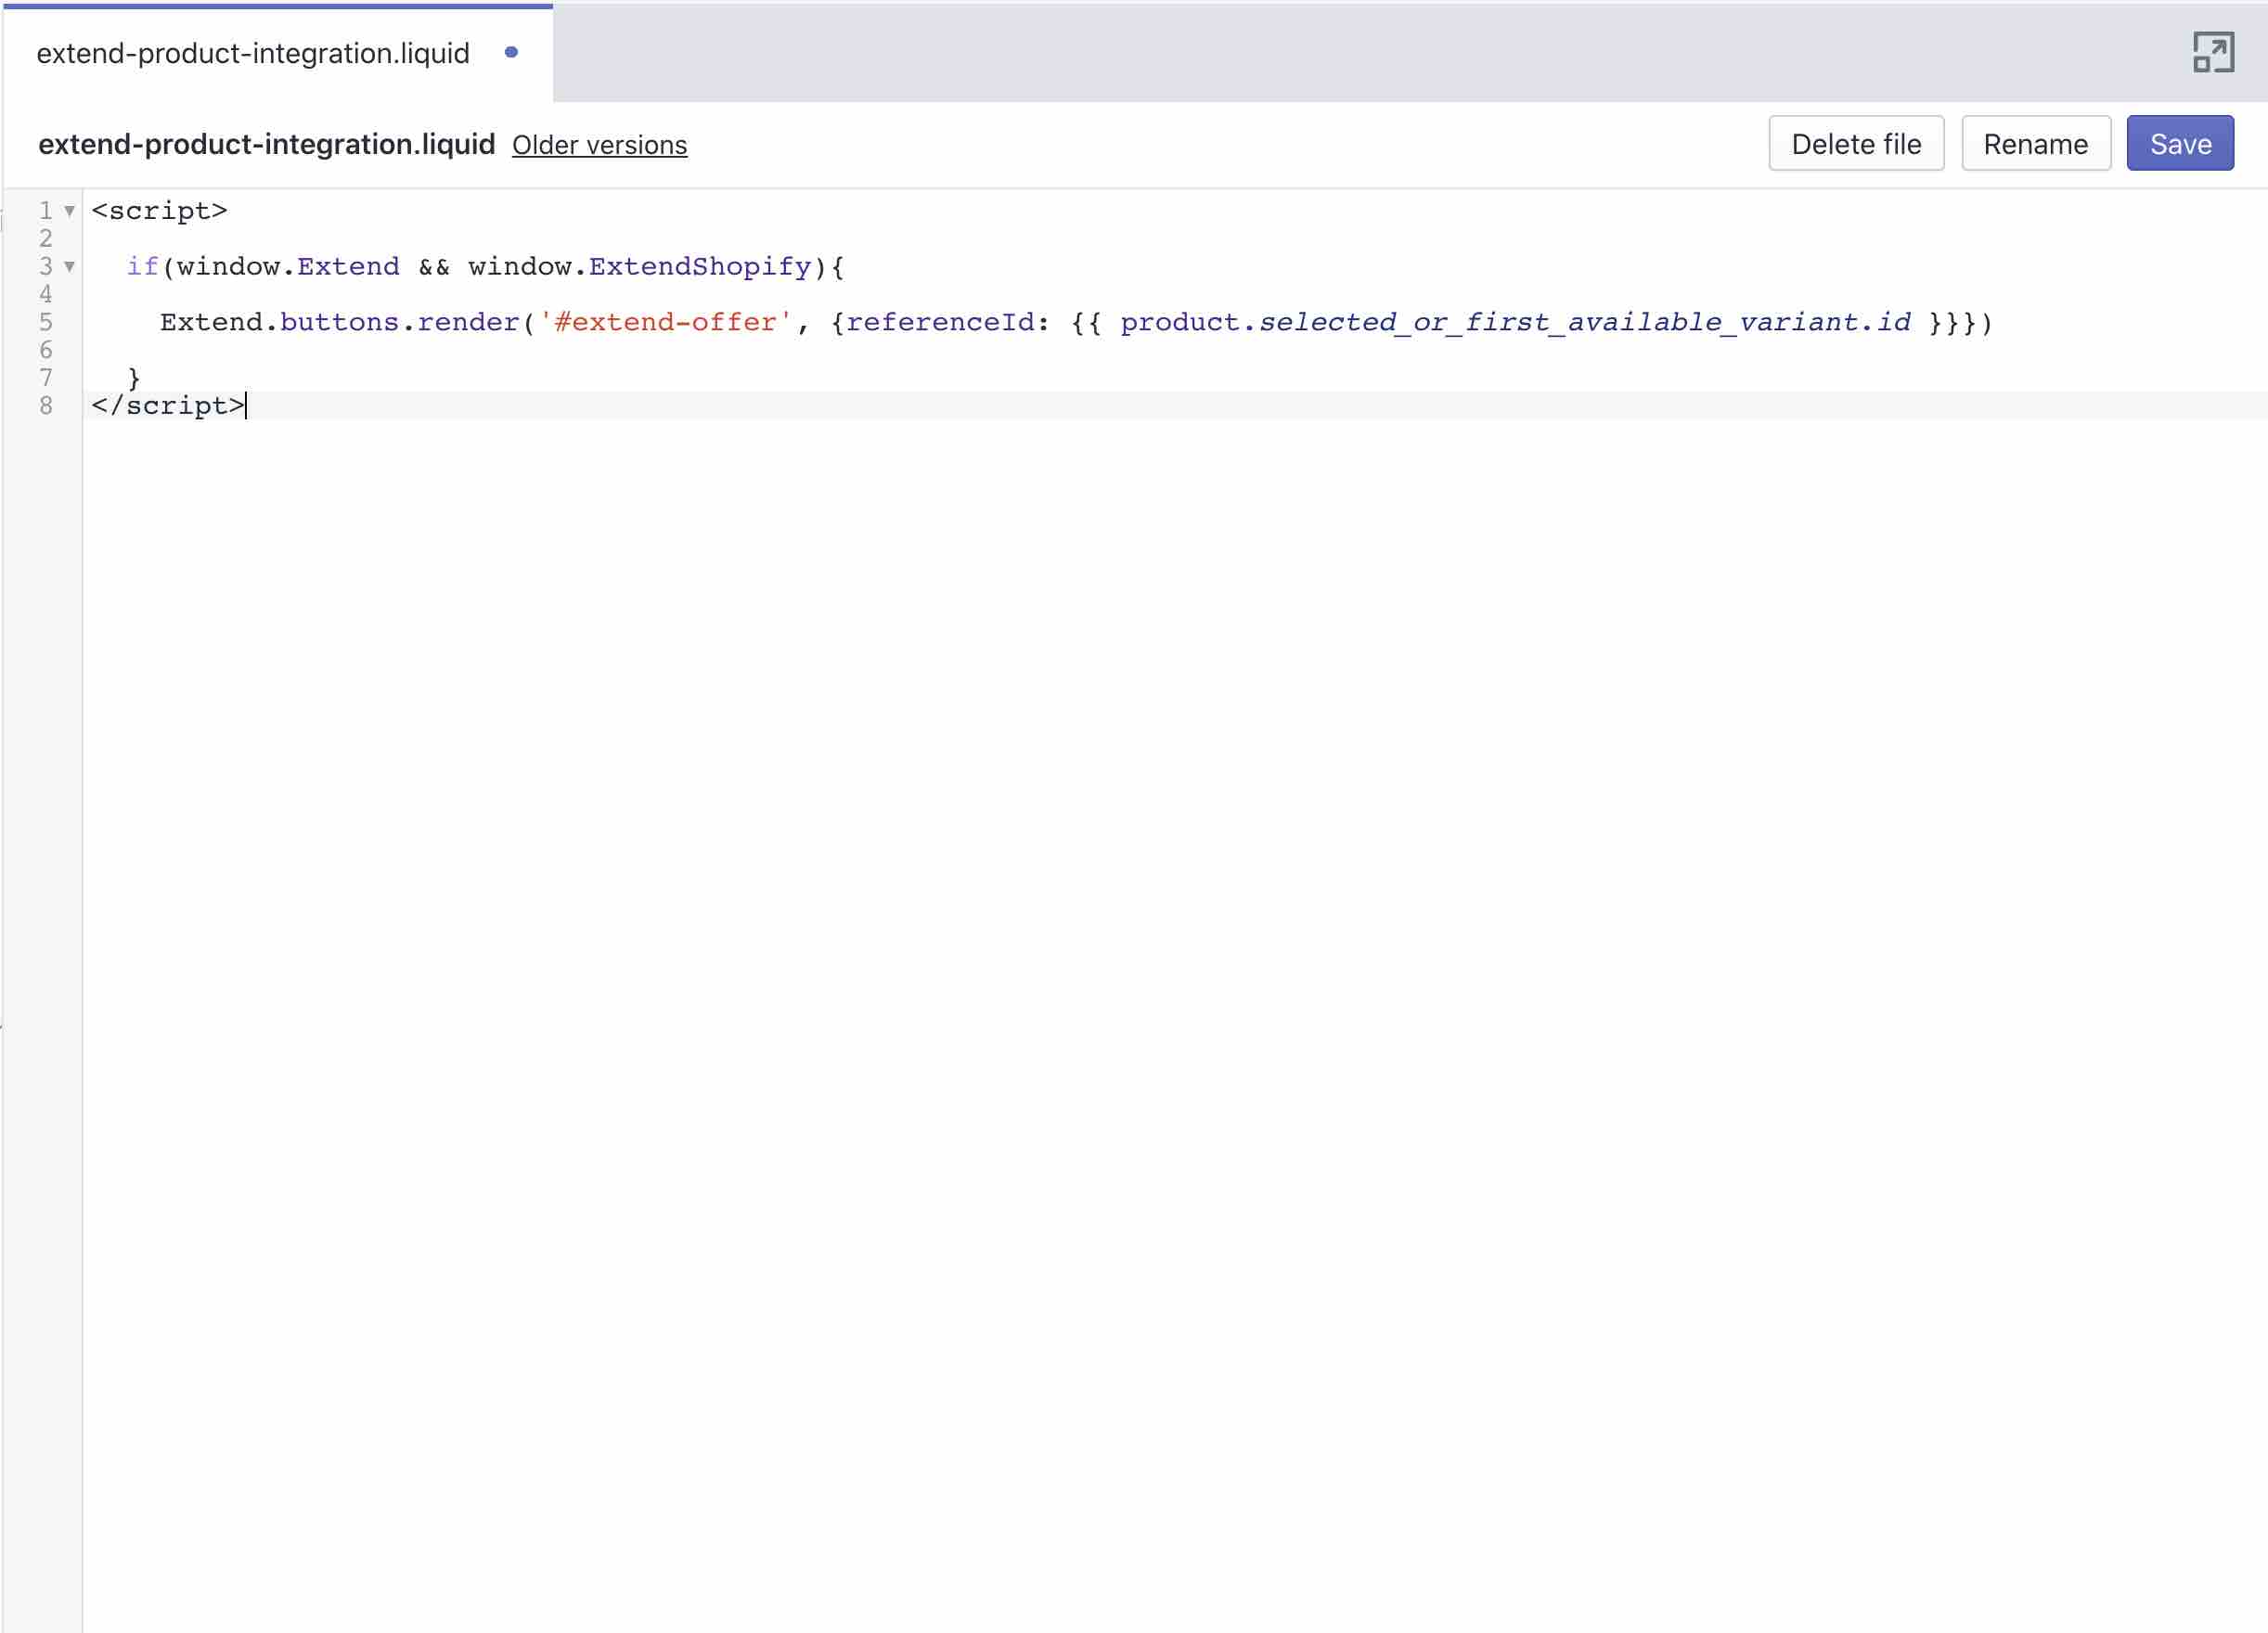 extend-product-integration.liquid
extend-product-integration.liquid Older versions Delete file Rename Save
1 <script>
2
3 if(window.Extend && window.ExtendShopify){
4
5 Extend.buttons.render('#extend-offer', {referenceId: {{ product.selected_or_first_available_variant.id }}})
6
7 }
8 </script>